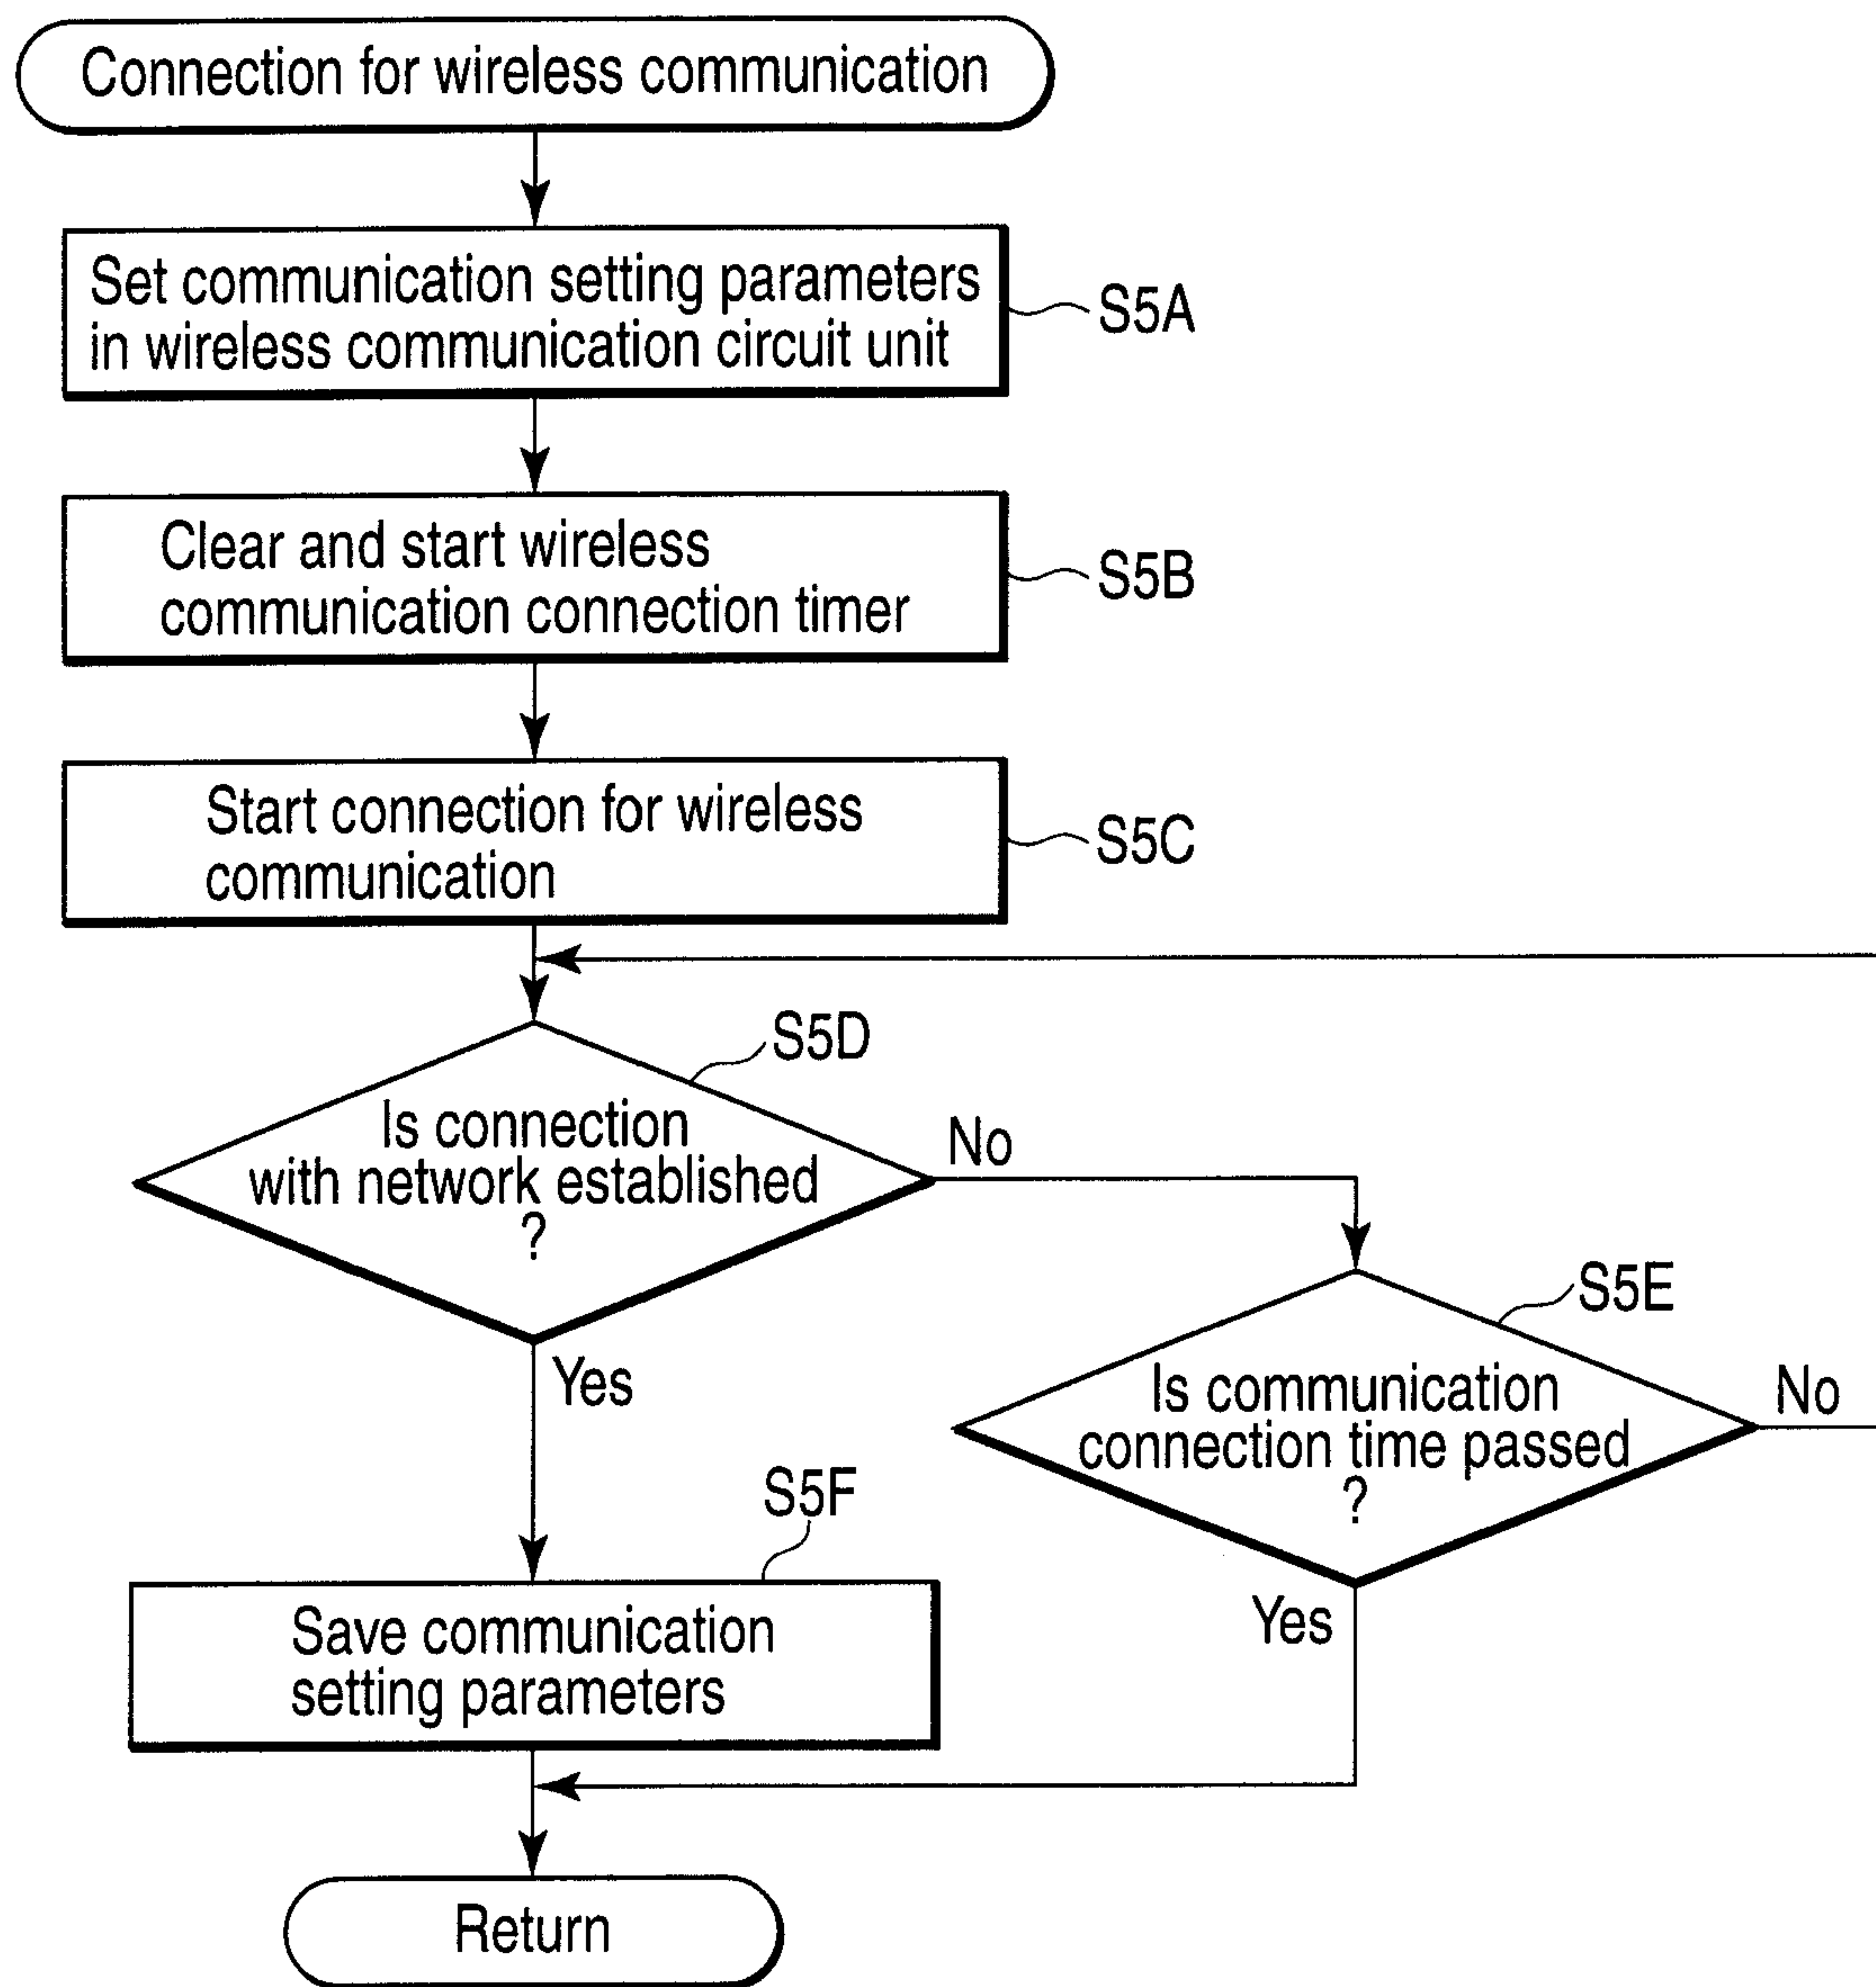 Connection for wireless communication
Set communication setting parameters
in wireless communication circuit unit
S5A
Clear and start wireless
communication connection timer
S5B
Start connection for wireless
communication
S5C
S5D
Is connection
with network established
?
No
Yes
S5E
Is communication
connection time passed
?
No
Yes
S5F
Save communication
setting parameters
Return